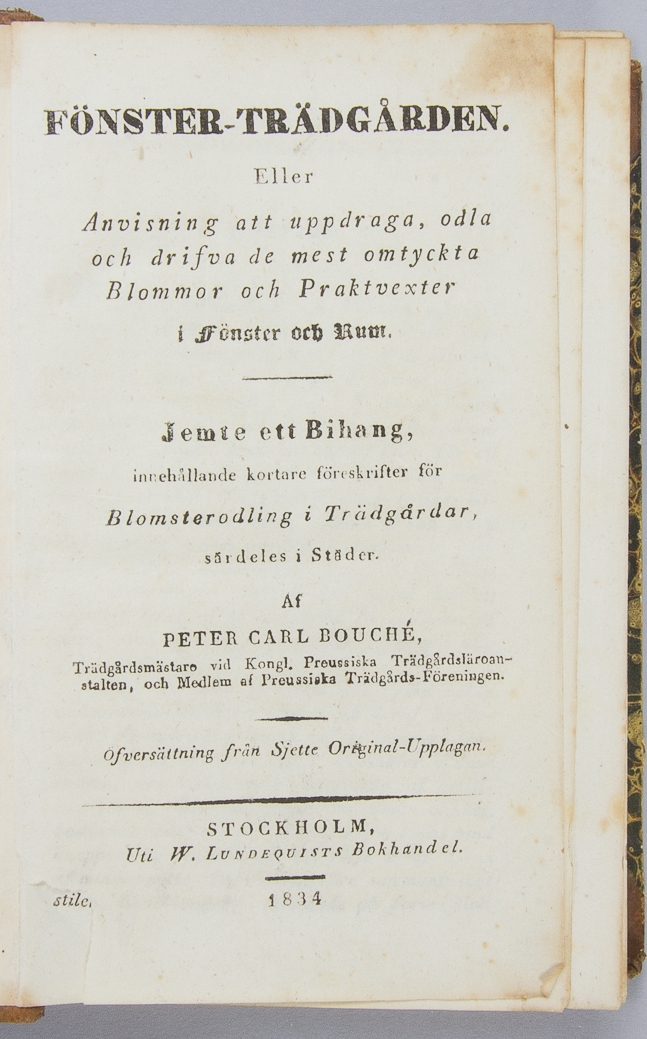 FÖNSTER-TRÄDGÅRDEN.
Eller
Anvisning att uppdraga, odla
och drifva de mest omtyckta
Blommor och Praktvexter
i Fönster och Rum.
Jemte ett Bihang,
innehållande kortare föreskrifter för
Blomsterodling i Trädgårdar,
särdeles i Städer.
Af
PETER CARL BOUCHÉ,
Trädgårdsmästare vid Kongl. Preussiska Trädgårdsläroan-
stalten, och Medlem af Preussiska Trädgårds-Föreningen.
Öfversättning från Sjette Original-Upplagan.
STOCKHOLM,
Uti W. LUNDEQUISTS Bokhandel.
stilc,
1834